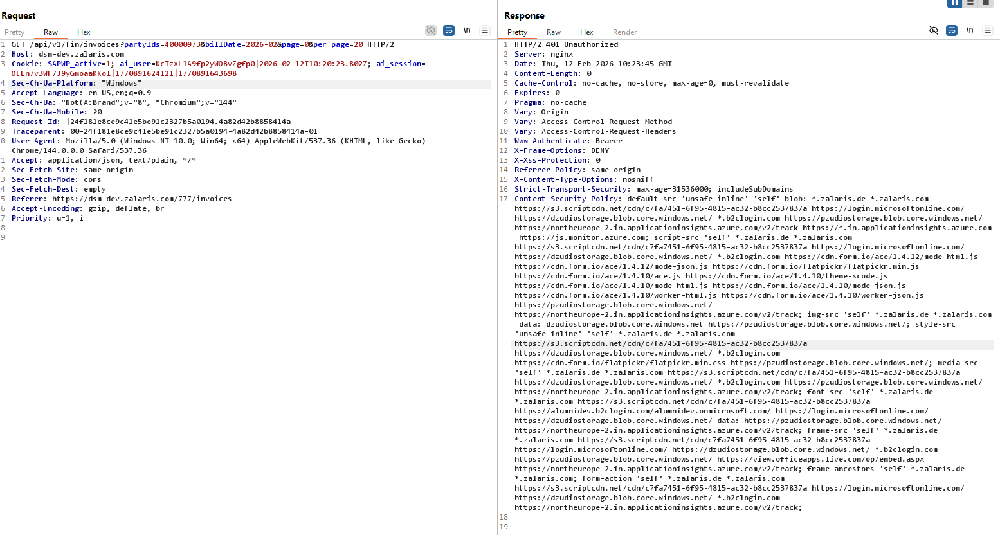 Request
Pretty Raw Hex \n
1 GET /api/v1/fin/invoices?partyIds=40000973&billDate=2026-02&page=0&per_page=20 HTTP/2
2 Host: dsm-dev.zalaris.com
3 Cookie: SAPWP_active=1; ai_user=KcIzxL1A9fp2yWOBvZgfp0|2026-02-12T10:20:23.802Z; ai_session=
OEEn7v3WF7J9yGmoaaKKoI|1770891624121|1770891643698
4 Sec-Ch-Ua-Platform: "Windows"
5 Accept-Language: en-US,en;q=0.9
6 Sec-Ch-Ua: "Not(A:Brand";v="8", "Chromium";v="144"
7 Sec-Ch-Ua-Mobile: ?0
8 Request-Id: |24f181e8ce9c41e5be91c2327b5a0194.4a82d42b8858414a
9 Traceparent: 00-24f181e8ce9c41e5be91c2327b5a0194-4a82d42b8858414a-01
0 User-Agent: Mozilla/5.0 (Windows NT 10.0; Win64; x64) AppleWebKit/537.36 (KHTML, like Gecko)
Chrome/144.0.0.0 Safari/537.36
1 Accept: application/json, text/plain, */*
2 Sec-Fetch-Site: same-origin
3 Sec-Fetch-Mode: cors
4 Sec-Fetch-Dest: empty
5 Referer: https://dsm-dev.zalaris.com/777/invoices
6 Accept-Encoding: gzip, deflate, br
7 Priority: u=1, i
8
9
Response
Pretty Raw Hex Render \n
1 HTTP/2 401 Unauthorized
2 Server: nginx
3 Date: Thu, 12 Feb 2026 10:23:45 GMT
4 Content-Length: 0
5 Cache-Control: no-cache, no-store, max-age=0, must-revalidate
6 Expires: 0
7 Pragma: no-cache
8 Vary: Origin
9 Vary: Access-Control-Request-Method
10 Vary: Access-Control-Request-Headers
11 Www-Authenticate: Bearer
12 X-Frame-Options: DENY
13 X-Xss-Protection: 0
14 Referrer-Policy: same-origin
15 X-Content-Type-Options: nosniff
16 Strict-Transport-Security: max-age=31536000; includeSubDomains
17 Content-Security-Policy: default-src 'unsafe-inline' 'self' blob: *.zalaris.de *.zalaris.com
https://s3.scriptcdn.net/cdn/c7fa7451-6f95-4815-ac32-b8cc2537837a https://login.microsoftonline.com/
https://dzudiostorage.blob.core.windows.net/ *.b2clogin.com https://pzudiostorage.blob.core.windows.net/
https://northeurope-2.in.applicationinsights.azure.com/v2/track https://*.in.applicationinsights.azure.com
https://js.monitor.azure.com; script-src 'self' *.zalaris.de *.zalaris.com
https://s3.scriptcdn.net/cdn/c7fa7451-6f95-4815-ac32-b8cc2537837a https://login.microsoftonline.com/
https://dzudiostorage.blob.core.windows.net/ *.b2clogin.com https://cdn.form.io/ace/1.4.12/mode-html.js
https://cdn.form.io/ace/1.4.12/mode-json.js https://cdn.form.io/flatpickr/flatpickr.min.js
https://cdn.form.io/ace/1.4.10/ace.js https://cdn.form.io/ace/1.4.10/theme-xcode.js
https://cdn.form.io/ace/1.4.10/mode-html.js https://cdn.form.io/ace/1.4.10/mode-json.js
https://cdn.form.io/ace/1.4.10/worker-html.js https://cdn.form.io/ace/1.4.10/worker-json.js
https://pzudiostorage.blob.core.windows.net/
https://northeurope-2.in.applicationinsights.azure.com/v2/track; img-src 'self' *.zalaris.de *.zalaris.com
data: dzudiostorage.blob.core.windows.net https://pzudiostorage.blob.core.windows.net/; style-src
'unsafe-inline' 'self' *.zalaris.de *.zalaris.com
https://s3.scriptcdn.net/cdn/c7fa7451-6f95-4815-ac32-b8cc2537837a
https://dzudiostorage.blob.core.windows.net/ *.b2clogin.com
https://cdn.form.io/flatpickr/flatpickr.min.css https://pzudiostorage.blob.core.windows.net/; media-src
'self' *.zalaris.de *.zalaris.com https://s3.scriptcdn.net/cdn/c7fa7451-6f95-4815-ac32-b8cc2537837a
https://dzudiostorage.blob.core.windows.net/ *.b2clogin.com https://pzudiostorage.blob.core.windows.net/
https://northeurope-2.in.applicationinsights.azure.com/v2/track; font-src 'self' *.zalaris.de
*.zalaris.com https://s3.scriptcdn.net/cdn/c7fa7451-6f95-4815-ac32-b8cc2537837a
https://alumnidev.b2clogin.com/alumnidev.onmicrosoft.com/ https://login.microsoftonline.com/
https://dzudiostorage.blob.core.windows.net/ data: https://pzudiostorage.blob.core.windows.net/
https://northeurope-2.in.applicationinsights.azure.com/v2/track; frame-src 'self' *.zalaris.de
*.zalaris.com https://s3.scriptcdn.net/cdn/c7fa7451-6f95-4815-ac32-b8cc2537837a
https://login.microsoftonline.com/ https://dzudiostorage.blob.core.windows.net/ *.b2clogin.com
https://pzudiostorage.blob.core.windows.net/ https://view.officeapps.live.com/op/embed.aspx
https://northeurope-2.in.applicationinsights.azure.com/v2/track; frame-ancestors 'self' *.zalaris.de
*.zalaris.com; form-action 'self' *.zalaris.de *.zalaris.com
https://s3.scriptcdn.net/cdn/c7fa7451-6f95-4815-ac32-b8cc2537837a https://login.microsoftonline.com/
https://dzudiostorage.blob.core.windows.net/ *.b2clogin.com
https://northeurope-2.in.applicationinsights.azure.com/v2/track;
18
19